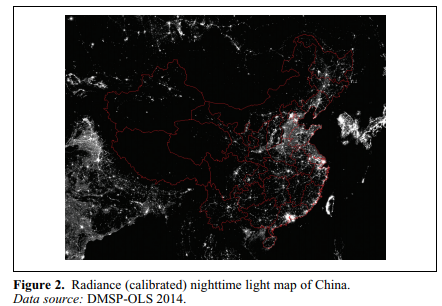 Figure 2. Radiance (calibrated) nighttime light map of China.
Data source: DMSP-OLS 2014.